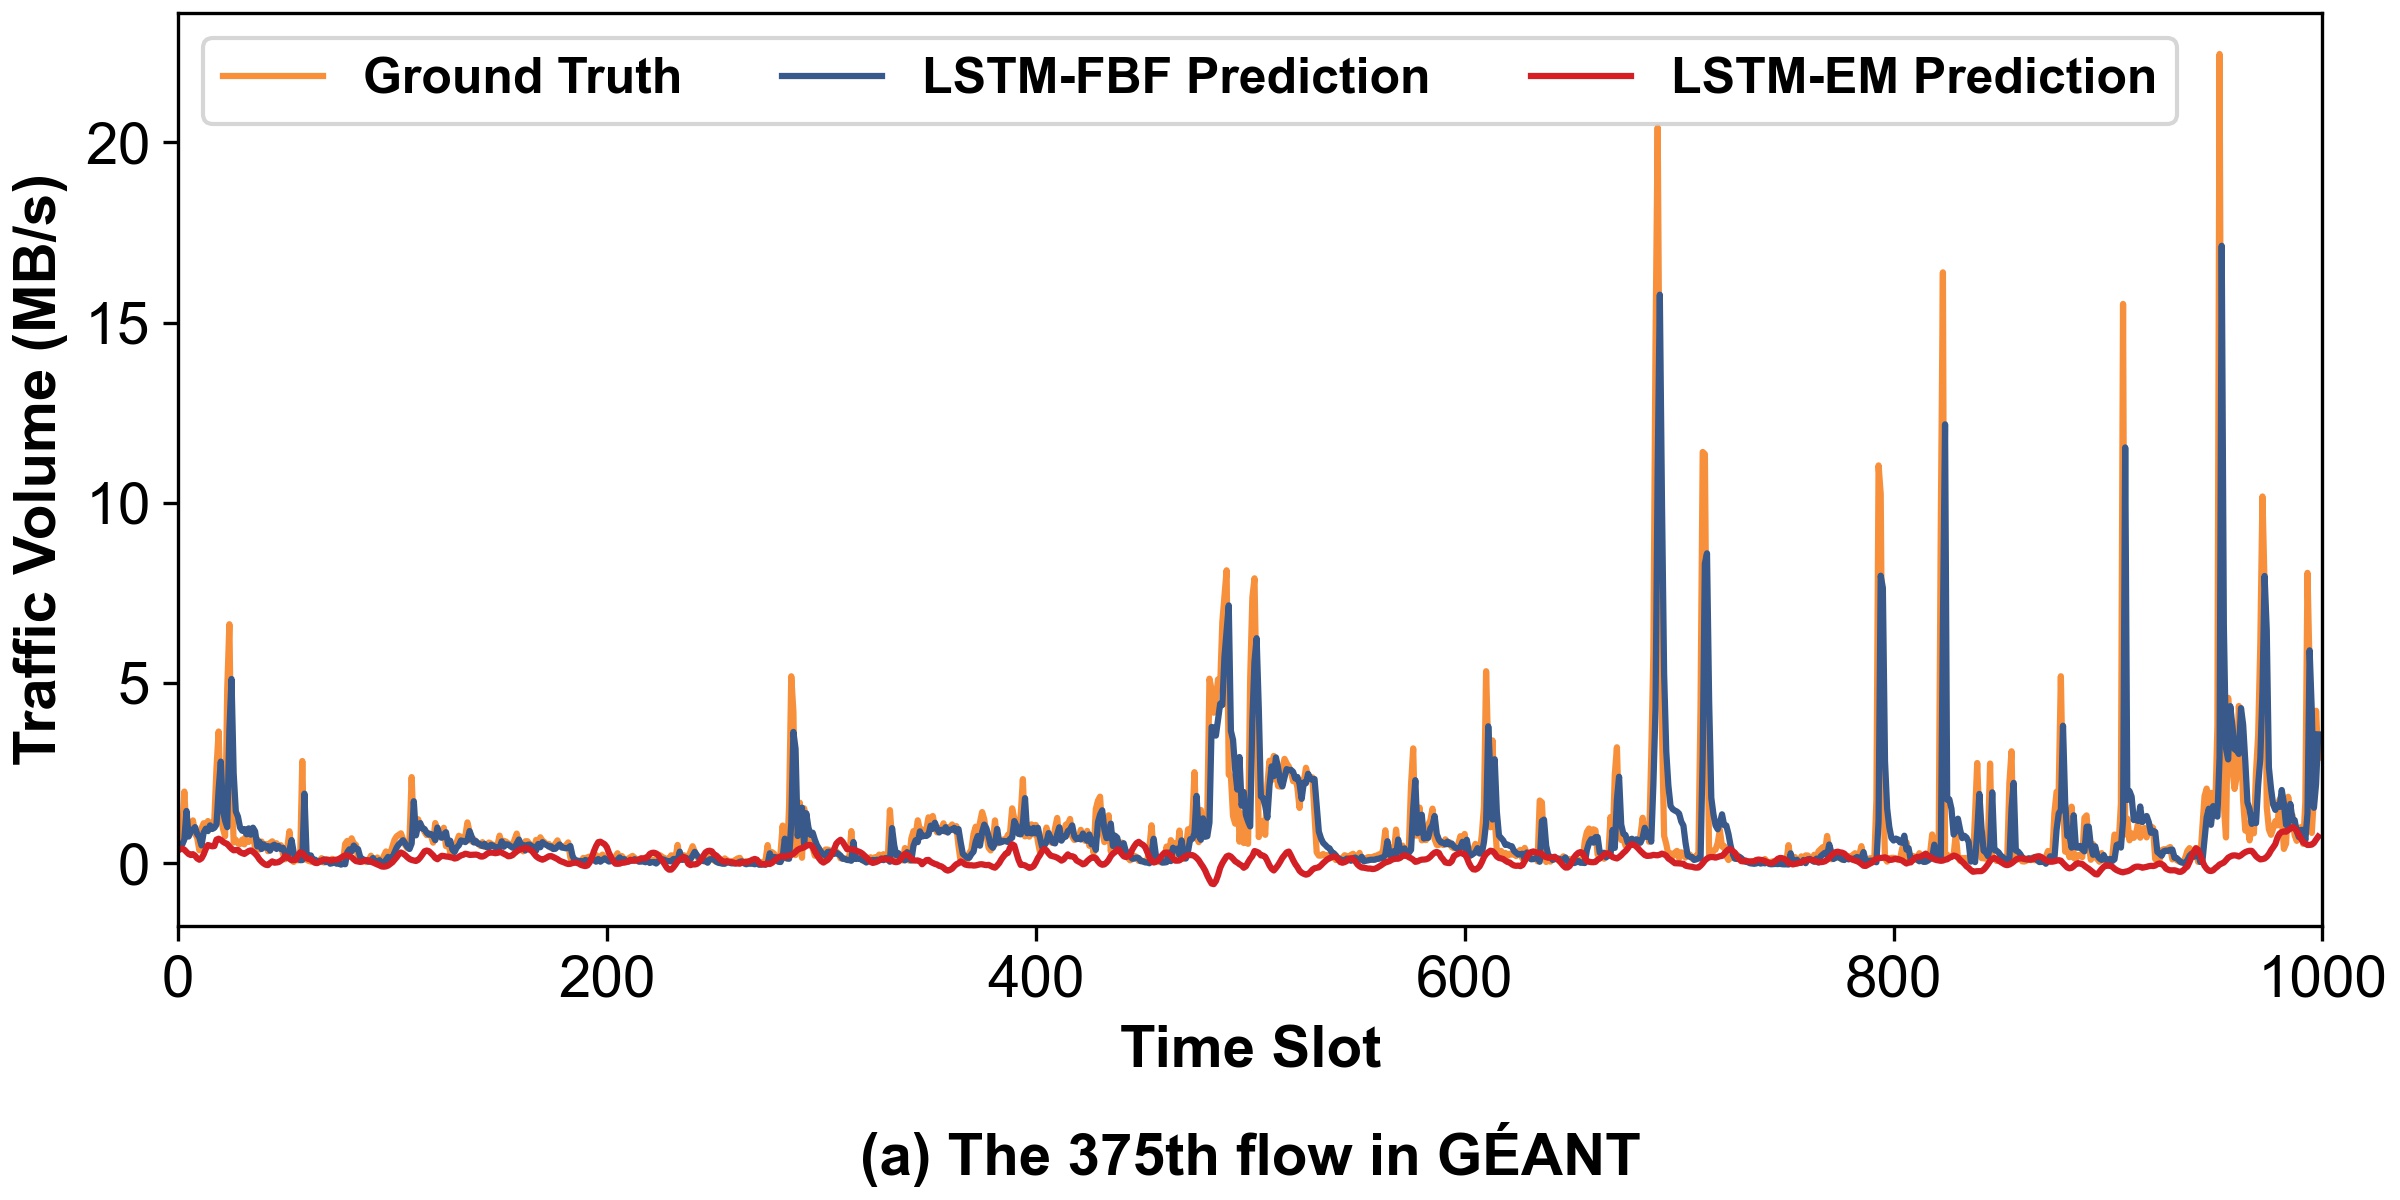 Ground Truth LSTM-FBF Prediction LSTM-EM Prediction
Traffic Volume (MB/s)
20
15
10
5
0
0 200 400 600 800 1000
Time Slot
(a) The 375th flow in GÉANT